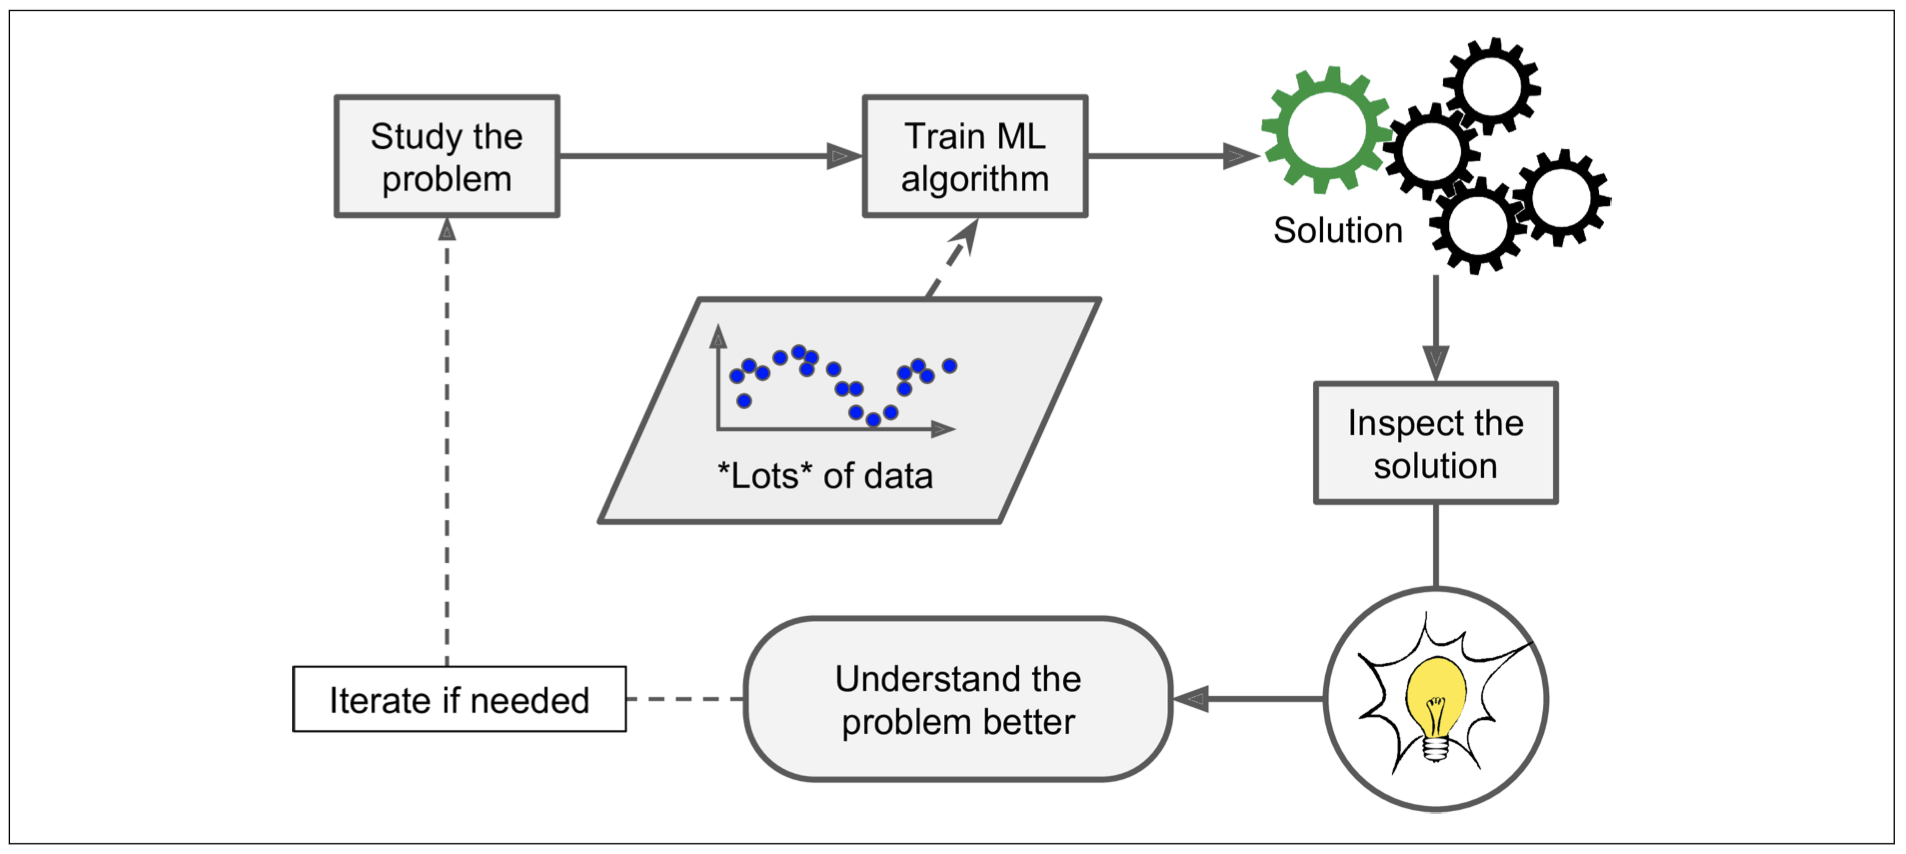 Study the
problem
Train ML
algorithm
Solution
*Lots* of data
Inspect the
solution
Understand the
problem better
Iterate if needed